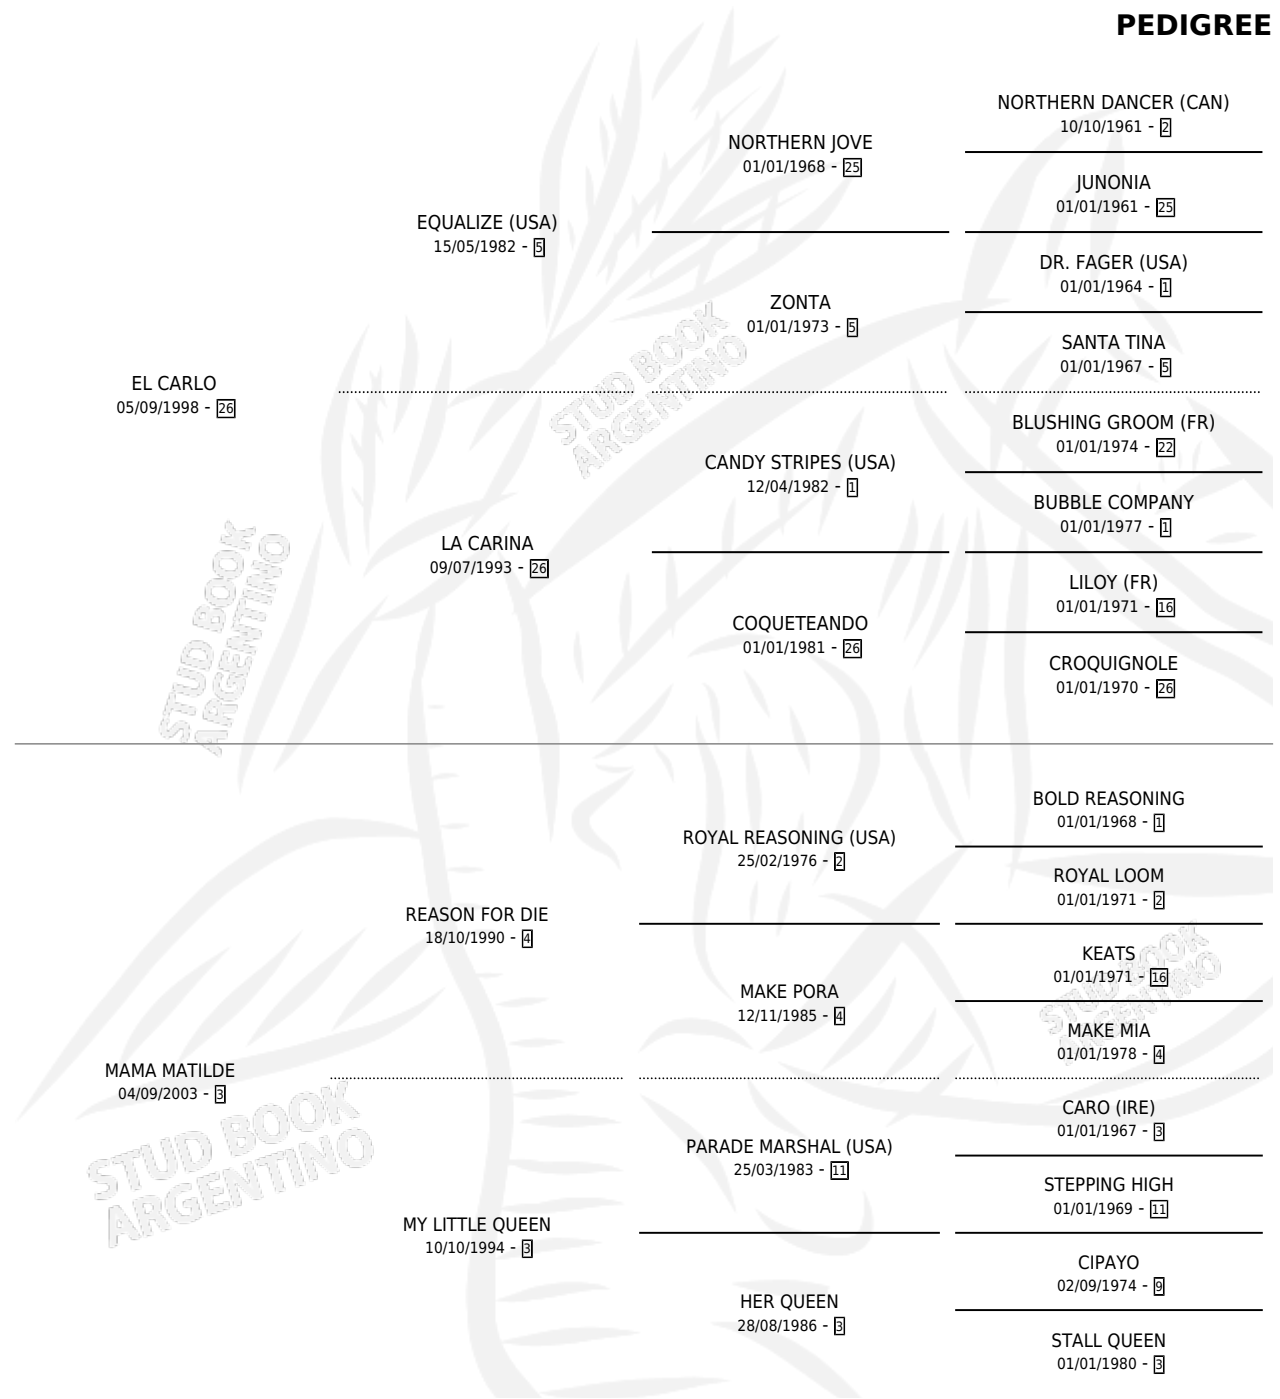 PEDIGREE
NORTHERN DANCER (CAN)
10/10/1961 - 2
NORTHERN JOVE
01/01/1968 - 25
JUNONIA
01/01/1961 - 25
EQUALIZE (USA)
15/05/1982 - 5
DR. FAGER (USA)
01/01/1964 - 1
ZONTA
01/01/1973 - 5
SANTA TINA
01/01/1967 - 5
EL CARLO
05/09/1998 - 26
BLUSHING GROOM (FR)
01/01/1974 - 22
CANDY STRIPES (USA)
12/04/1982 - 1
BUBBLE COMPANY
01/01/1977 - 1
LA CARINA
09/07/1993 - 26
LILOY (FR)
01/01/1971 - 16
COQUETEANDO
01/01/1981 - 26
CROQUIGNOLE
01/01/1970 - 26
BOLD REASONING
01/01/1968 - 1
ROYAL REASONING (USA)
25/02/1976 - 2
ROYAL LOOM
01/01/1971 - 2
REASON FOR DIE
18/10/1990 - 4
KEATS
01/01/1971 - 16
MAKE PORA
12/11/1985 - 4
MAKE MIA
01/01/1978 - 4
MAMA MATILDE
04/09/2003 - 3
CARO (IRE)
01/01/1967 - 3
PARADE MARSHAL (USA)
25/03/1983 - 11
STEPPING HIGH
01/01/1969 - 11
MY LITTLE QUEEN
10/10/1994 - 3
CIPAYO
02/09/1974 - 9
HER QUEEN
28/08/1986 - 3
STALL QUEEN
01/01/1980 - 3
STUD BOOK
ARGENTINO
STUD BOOK
ARGENTINO
STUD BOOK
ARGENTINO
STUD BOOK
ARGENTINO